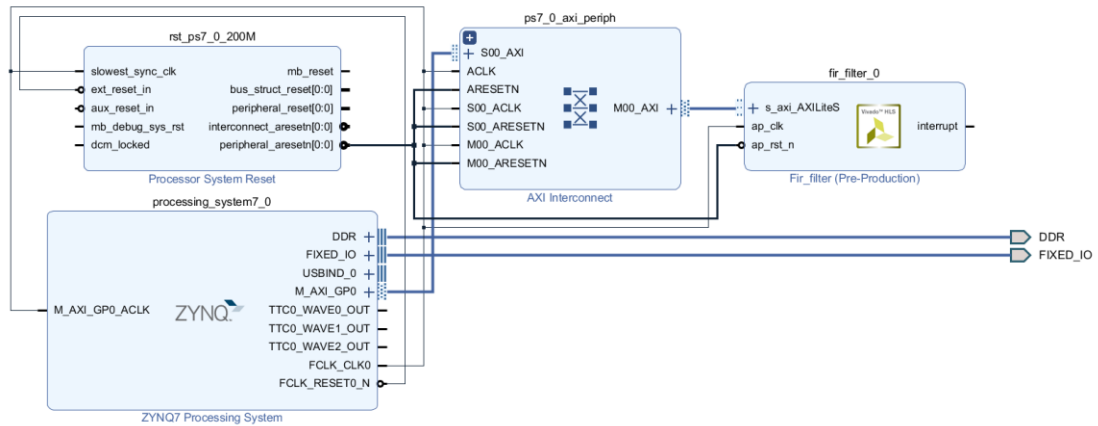 rst_ps7_0_200M
slowest_sync_clk
ext_reset_in
aux_reset_in
mb_debug_sys_rst
dcm_locked
mb_reset
bus_struct_reset[0:0]
peripheral_reset[0:0]
interconnect_aresetn[0:0]
peripheral_aresetn[0:0]
Processor System Reset
ps7_0_axi_periph
S00_AXI
ACLK
ARESETN
S00_ACLK
S00_ARESETN
M00_ACLK
M00_ARESETN
M00_AXI
AXI Interconnect
fir_filter_0
s_axi_AXILiteS
ap_clk
ap_rst_n
Vivado™ HLS
interrupt
Fir_filter (Pre-Production)
processing_system7_0
M_AXI_GP0_ACLK
ZYNQ
DDR
FIXED_IO
USBIND_0
M_AXI_GP0
TTC0_WAVE0_OUT
TTC0_WAVE1_OUT
TTC0_WAVE2_OUT
FCLK_CLK0
FCLK_RESET0_N
ZYNQ7 Processing System
DDR
FIXED_IO